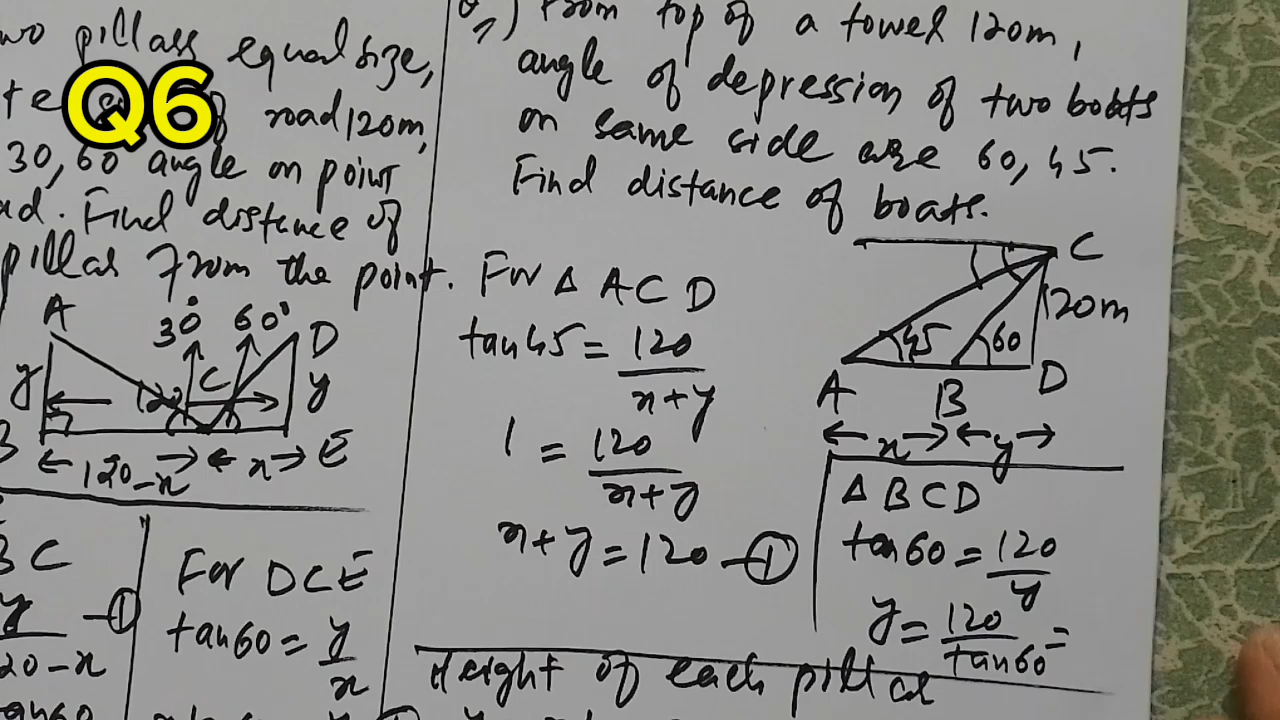 Q6
pillars equal size,
of road 120m,
30, 60° angle on point
Find distance of
pillar from the point.
A
30° 60° D
y C y
120-x x E
For DCE
tan60 = y/x
From top of a tower 120m,
angle of depression of two boats
on same side are 60, 45.
Find distance of boats.
For Δ ACD
tan45 = 120/x+y
1 = 120/x+y
x+y = 120 —①
C
120m
45 60
A B D
x y
Δ BCD
tan60 = 120/y
y = 120/tan60 =
Height of each pillar